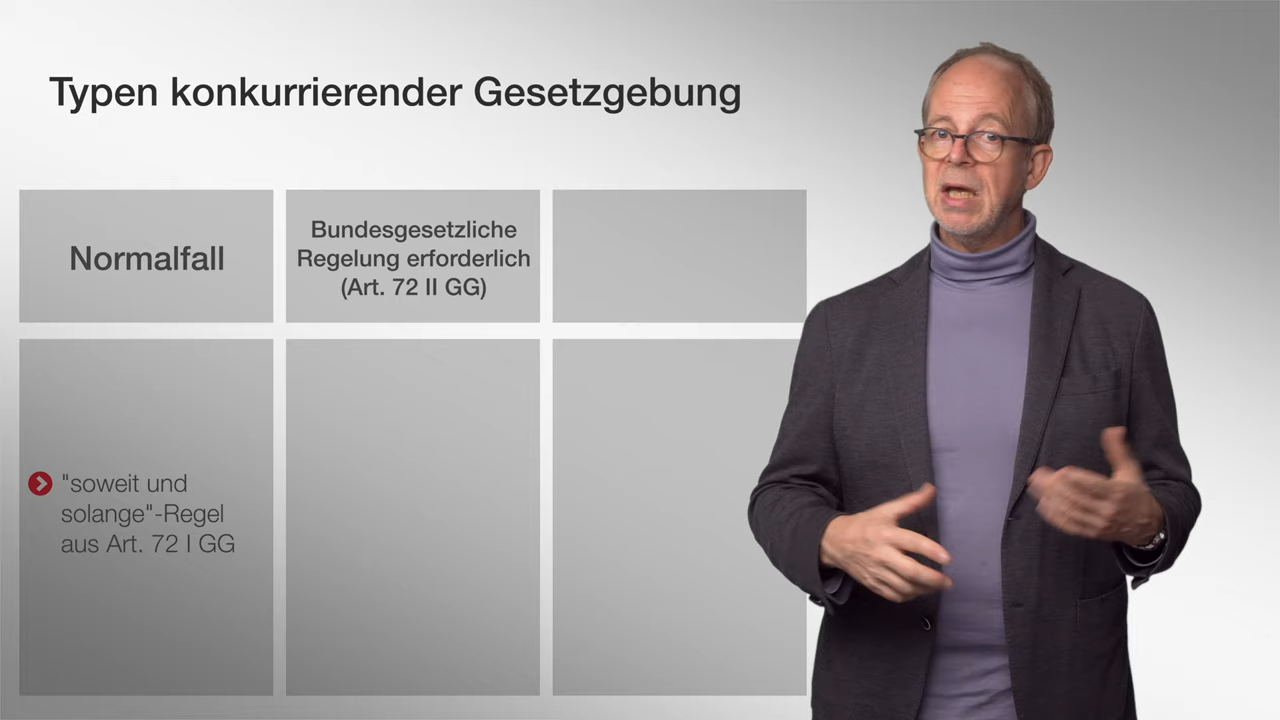 Typen konkurrierender Gesetzgebung
Normalfall
Bundesgesetzliche
Regelung erforderlich
(Art. 72 II GG)
"soweit und
solange"-Regel
aus Art. 72 I GG